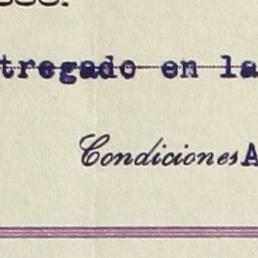 tregado en la
Condiciones A